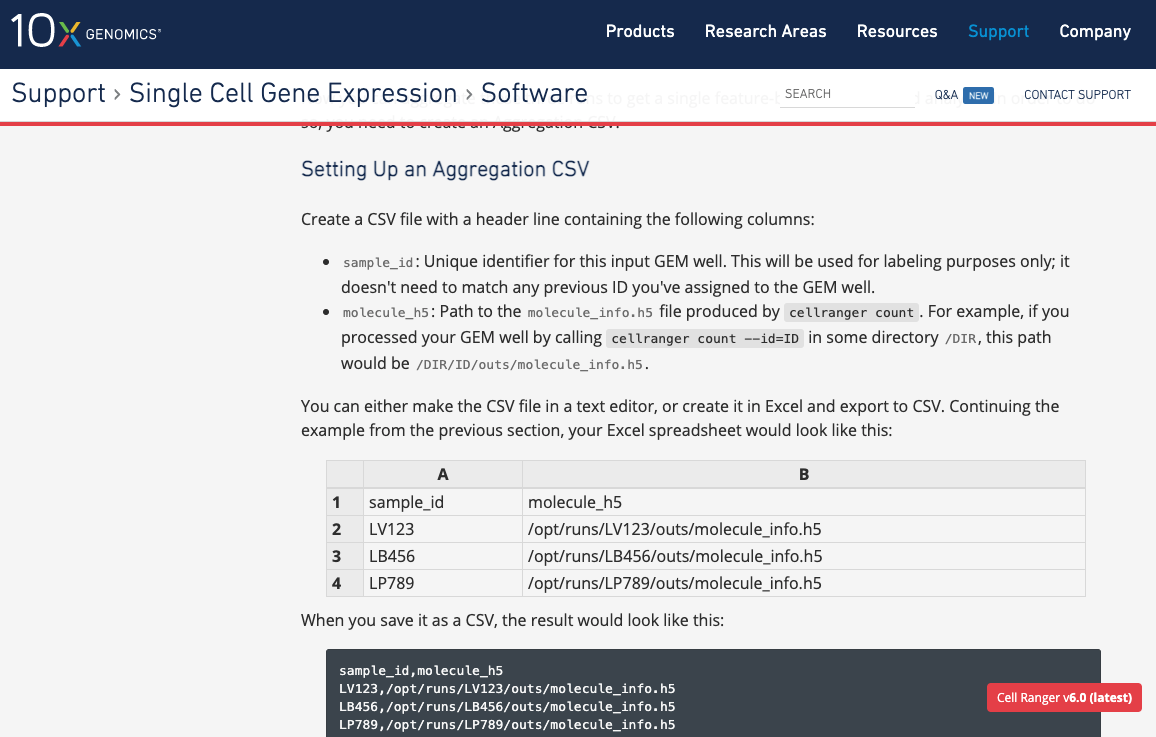 10X GENOMICS
Products Research Areas Resources Support Company
Support › Single Cell Gene Expression › Software
SEARCH
Q&A NEW
CONTACT SUPPORT
so, you need to create an Aggregation CSV.
Setting Up an Aggregation CSV
Create a CSV file with a header line containing the following columns:
• sample_id: Unique identifier for this input GEM well. This will be used for labeling purposes only; it
doesn't need to match any previous ID you've assigned to the GEM well.
• molecule_h5: Path to the molecule_info.h5 file produced by cellranger count. For example, if you
processed your GEM well by calling cellranger count --id=ID in some directory /DIR, this path
would be /DIR/ID/outs/molecule_info.h5.
You can either make the CSV file in a text editor, or create it in Excel and export to CSV. Continuing the
example from the previous section, your Excel spreadsheet would look like this:
A B
1 sample_id molecule_h5
2 LV123 /opt/runs/LV123/outs/molecule_info.h5
3 LB456 /opt/runs/LB456/outs/molecule_info.h5
4 LP789 /opt/runs/LP789/outs/molecule_info.h5
When you save it as a CSV, the result would look like this:
sample_id,molecule_h5
LV123,/opt/runs/LV123/outs/molecule_info.h5
LB456,/opt/runs/LB456/outs/molecule_info.h5
LP789,/opt/runs/LP789/outs/molecule_info.h5
Cell Ranger v6.0 (latest)